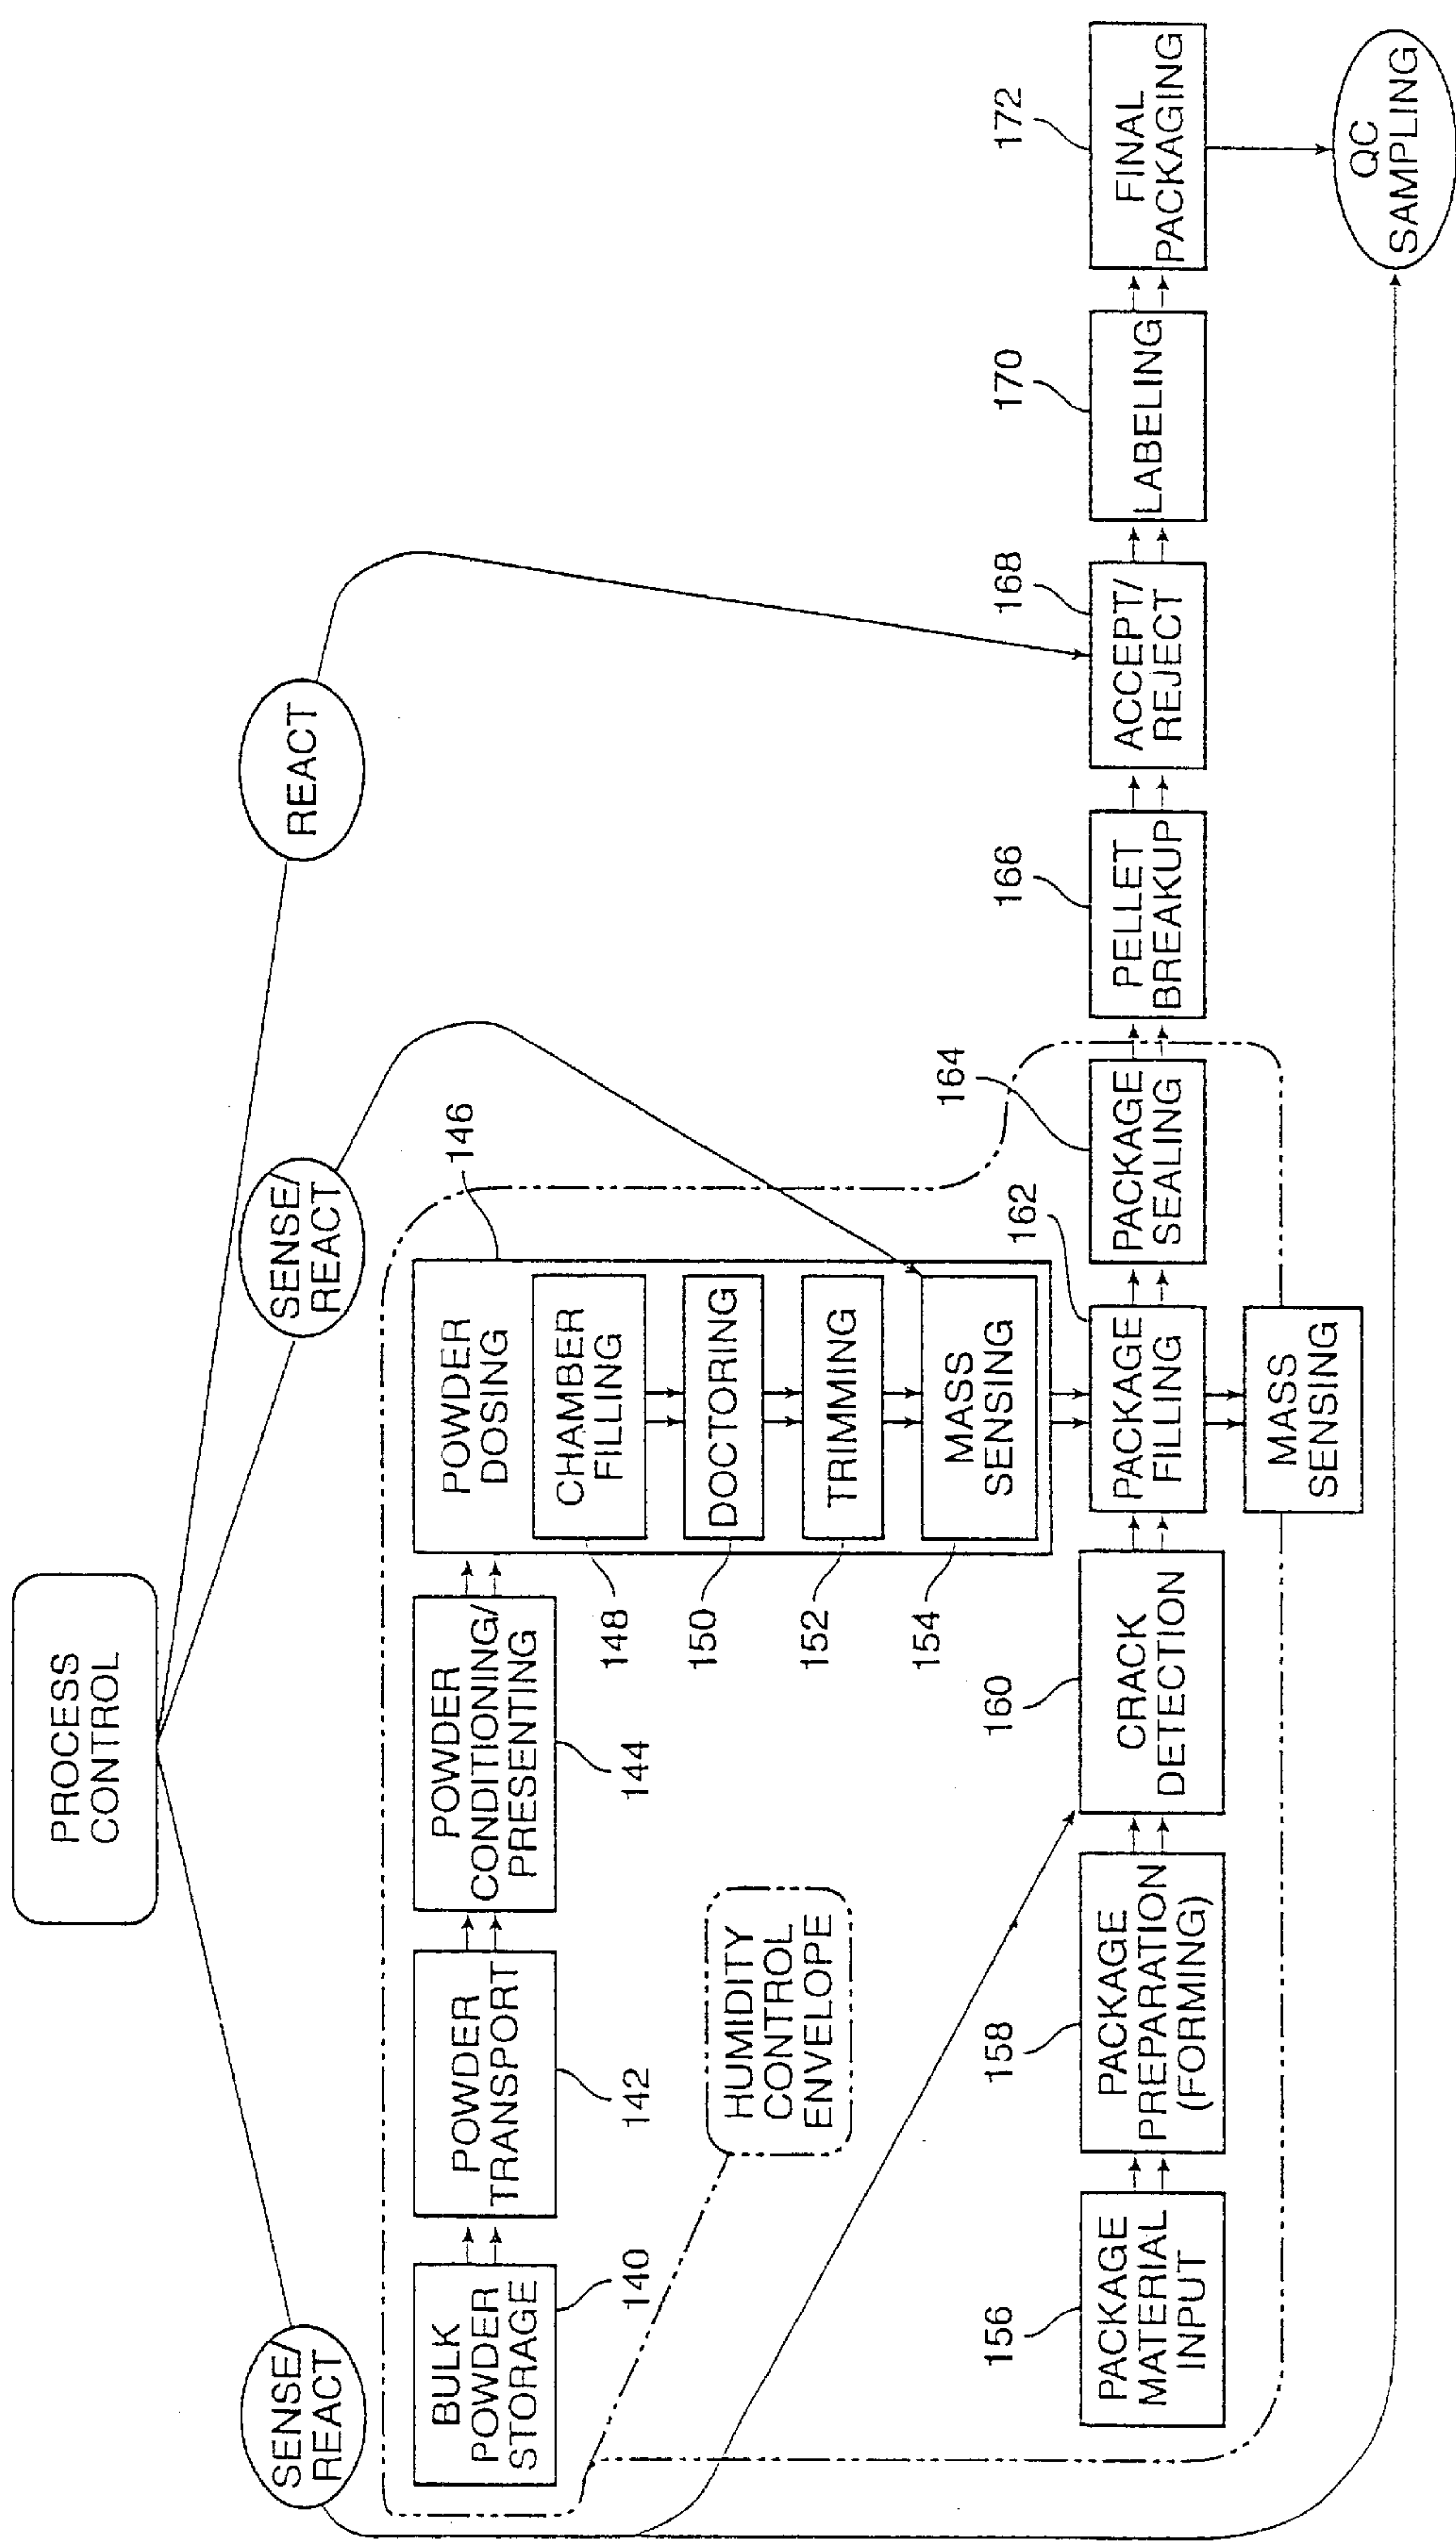 PROCESS
CONTROL
SENSE/
REACT
SENSE/
REACT
REACT
BULK
POWDER
STORAGE
140
POWDER
TRANSPORT
142
POWDER
CONDITIONING/
PRESENTING
144
146
POWDER
DOSING
CHAMBER
FILLING
148
DOCTORING
150
TRIMMING
152
MASS
SENSING
154
HUMIDITY
CONTROL
ENVELOPE
156
PACKAGE
MATERIAL
INPUT
158
PACKAGE
PREPARATION
(FORMING)
160
CRACK
DETECTION
162
PACKAGE
FILLING
MASS
SENSING
164
PACKAGE
SEALING
166
PELLET
BREAKUP
168
ACCEPT/
REJECT
170
LABELING
172
FINAL
PACKAGING
QC
SAMPLING